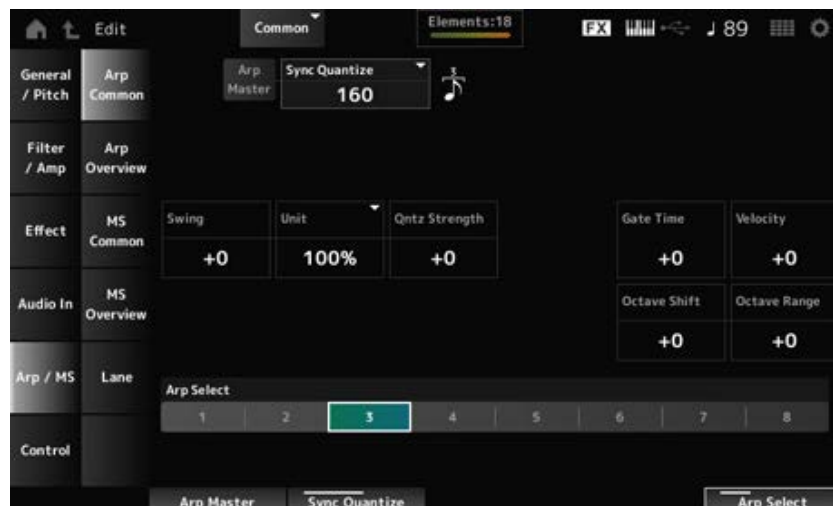 Edit
Common
Elements:18
FX
89
General / Pitch
Arp Common
Arp Master
Sync Quantize
160
3
Filter / Amp
Arp Overview
Effect
MS Common
Swing
+0
Unit
100%
Qntz Strength
+0
Gate Time
+0
Velocity
+0
Audio In
MS Overview
Octave Shift
+0
Octave Range
+0
Arp / MS
Lane
Arp Select
1 2 3 4 5 6 7 8
Control
Arp Master
Sync Quantize
Arp Select